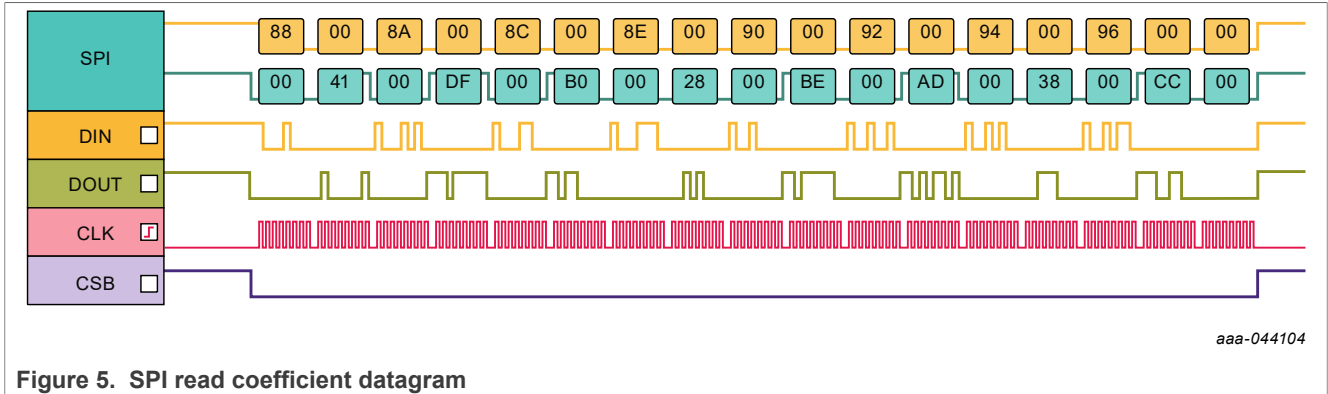 SPI
88 00 8A 00 8C 00 8E 00 90 00 92 00 94 00 96 00 00
00 41 00 DF 00 B0 00 28 00 BE 00 AD 00 38 00 CC 00
DIN
DOUT
CLK
CSB
aaa-044104
Figure 5. SPI read coefficient datagram